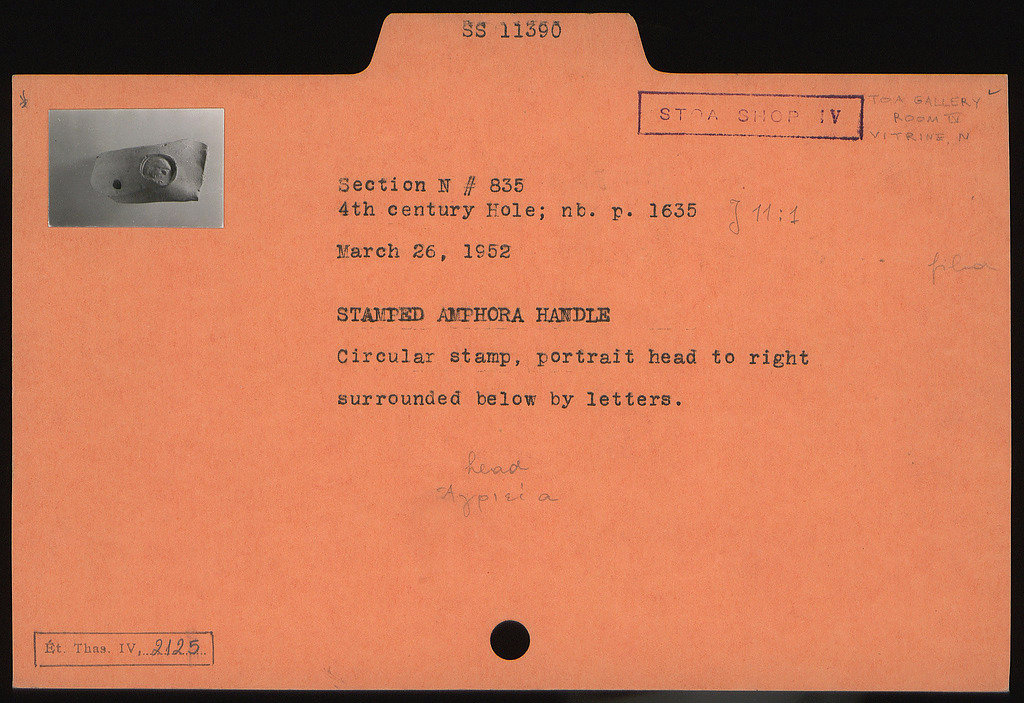 SS 11390
STOA SHOP IV
TOA GALLERY
ROOM IV
VITRINE, N
Section N # 835
4th century Hole; nb. p. 1635 J 11:1
March 26, 1952
STAMPED AMPHORA HANDLE
Circular stamp, portrait head to right
surrounded below by letters.
head
Ét. Thas. IV, 2125